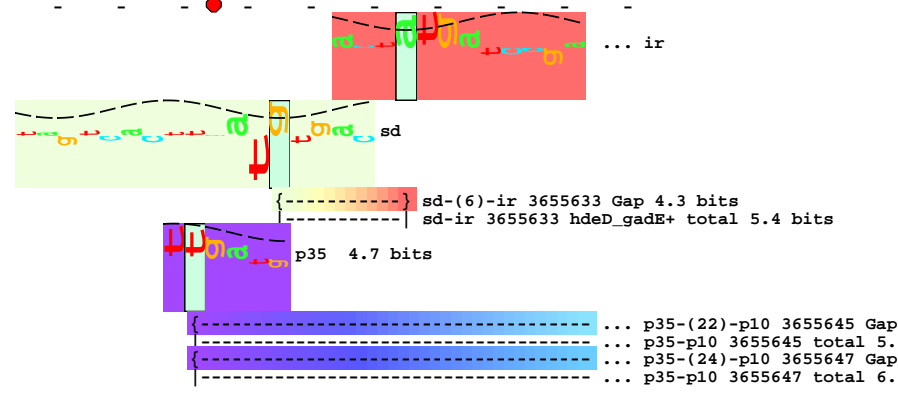 - - - - - - - - - -
a c t a t g a t c c g a ... ir
t a g t c a c t t a t g t g a c sd
{--------------} sd-(6)-ir 3655633 Gap 4.3 bits
|--------------| sd-ir 3655633 hdeD_gadE+ total 5.4 bits
t t g a t g p35 4.7 bits
{----------------------------------------------- ... p35-(22)-p10 3655645 Gap
|----------------------------------------------- ... p35-p10 3655645 total 5.
{----------------------------------------------- ... p35-(24)-p10 3655647 Gap
|----------------------------------------------- ... p35-p10 3655647 total 6.